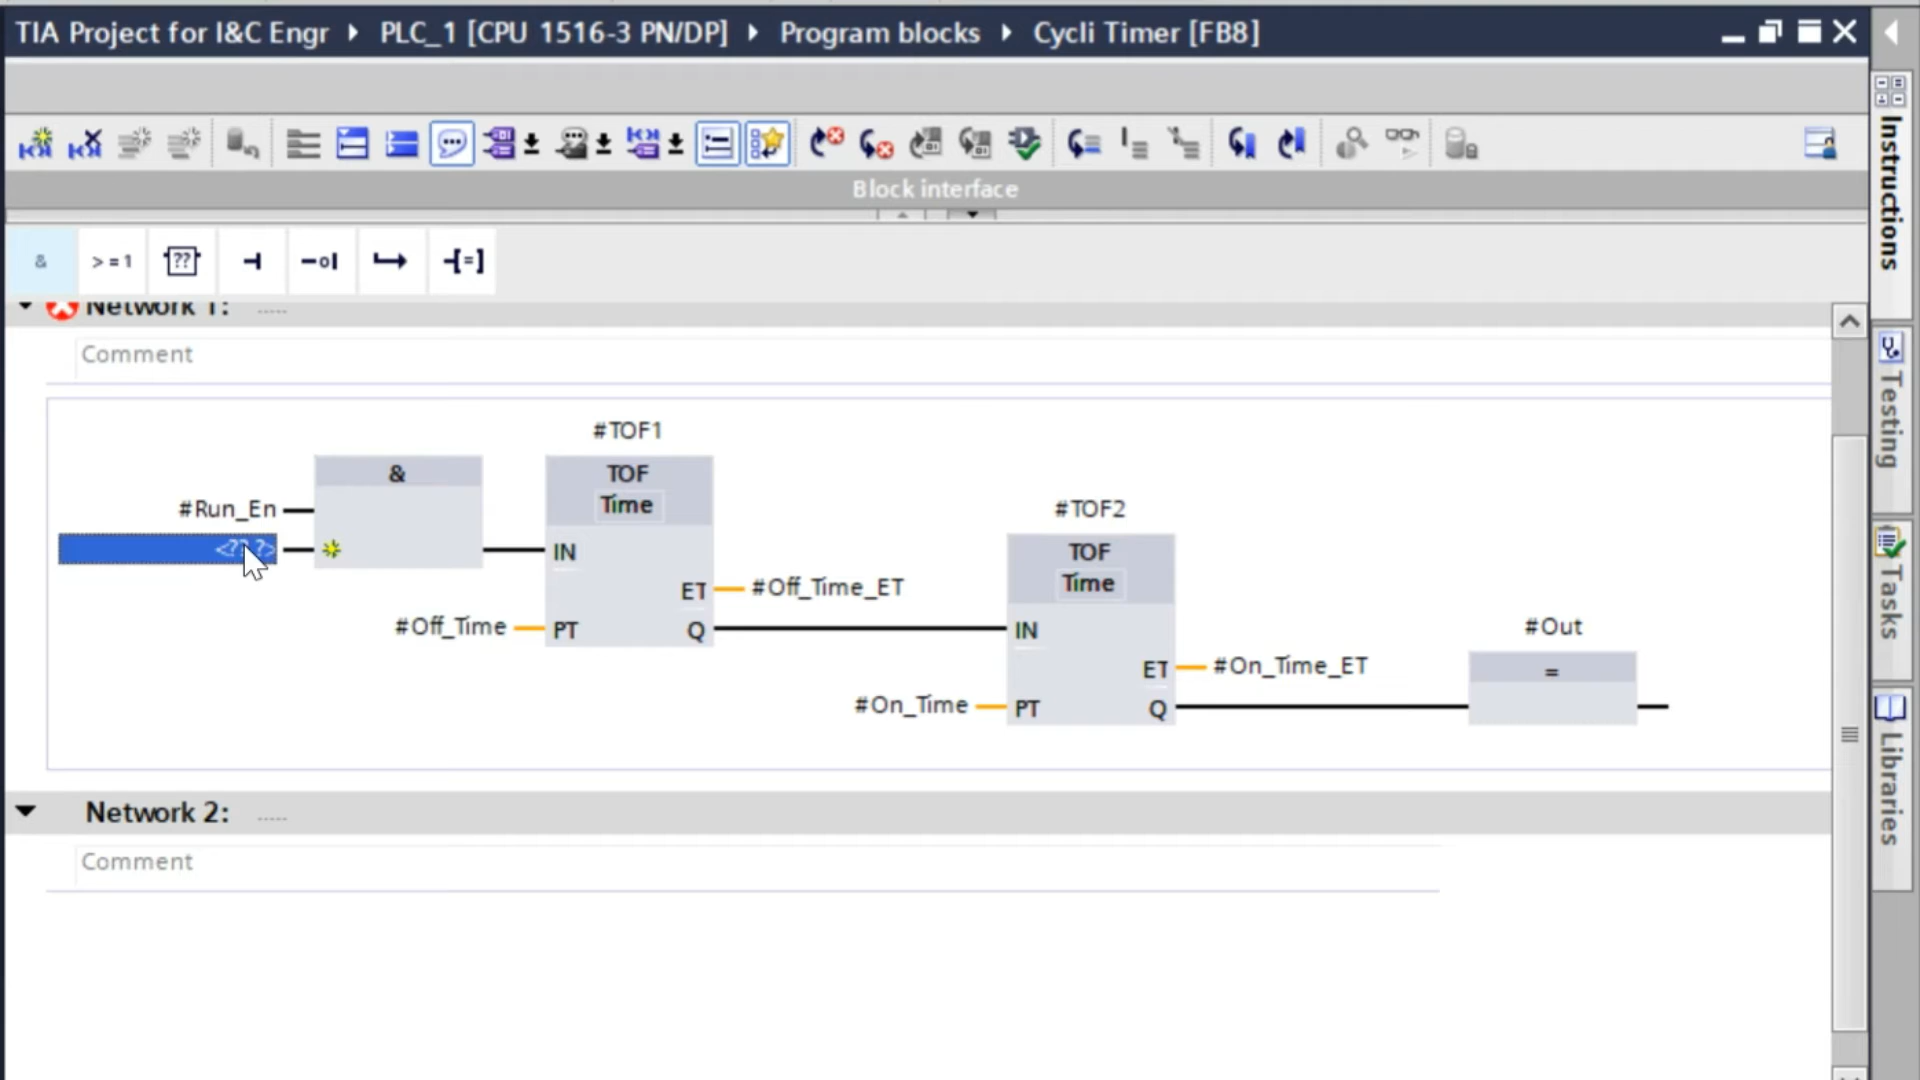 TIA Project for I&C Engr ▸ PLC_1 [CPU 1516-3 PN/DP] ▸ Program blocks ▸ Cycli Timer [FB8]
Block interface
& >=1 ?? -[=]
Network 1: .....
Comment
#TOF1
& TOF
Time
#Run_En
#TOF2
<??.?>
IN
TOF
Time
ET #Off_Time_ET
#Off_Time PT Q
IN
#Out
ET #On_Time_ET
=
#On_Time PT Q
Network 2: .....
Comment
Instructions
Testing
Tasks
Libraries